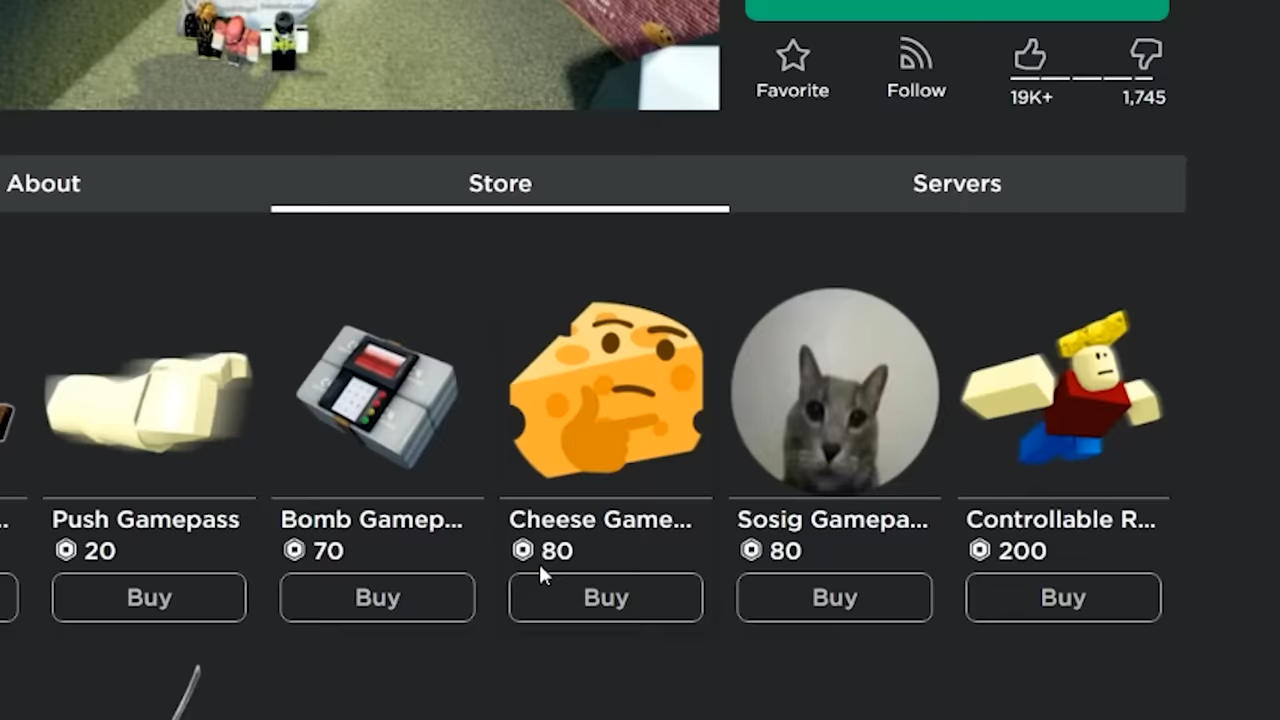 Favorite
Follow
19K+
1,745
About
Store
Servers
..
Push Gamepass
Bomb Gamep...
Cheese Game...
Sosig Gamepa...
Controllable R...
20
70
80
80
200
Buy
Buy
Buy
Buy
Buy